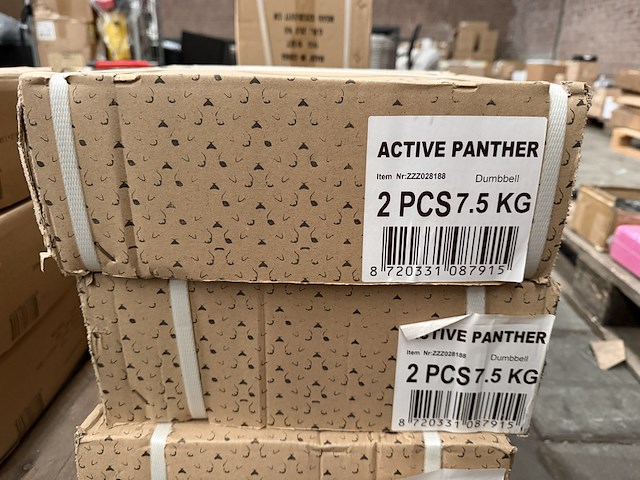 ACTIVE PANTHER
Item Nr:ZZZ028188 Dumbbell
2 PCS 7.5 KG
8 720331 087915
ACTIVE PANTHER
Item Nr:ZZZ028188 Dumbbell
2 PCS 7.5 KG
8 720331 087915